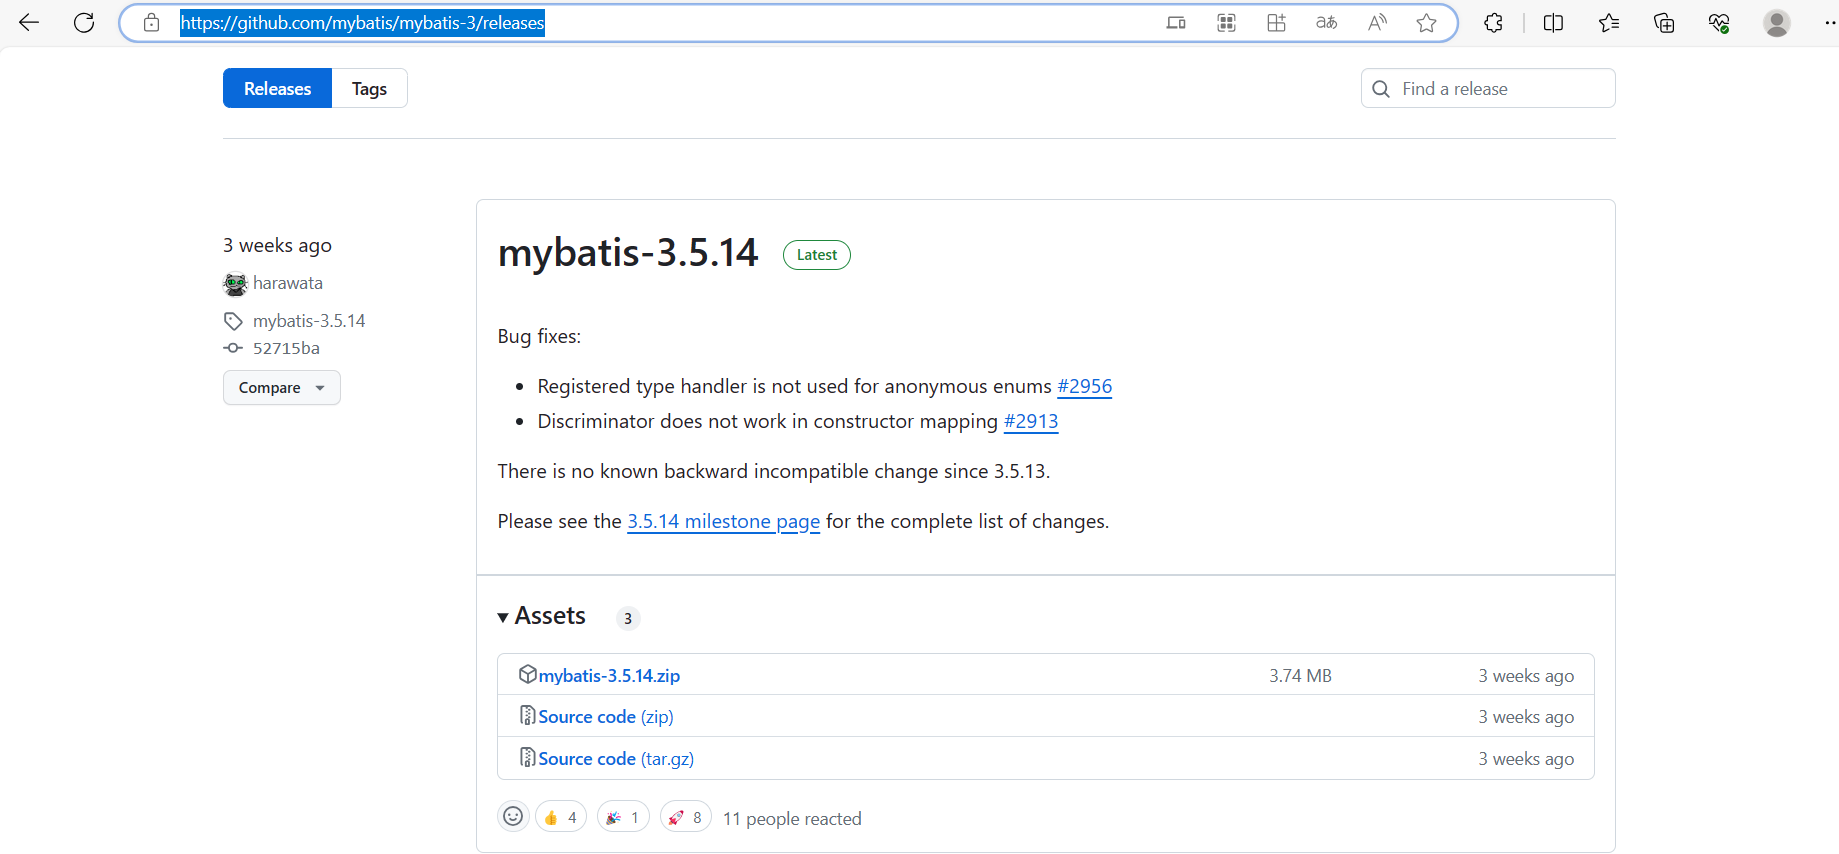 https://github.com/mybatis/mybatis-3/releases
Releases
Tags
Find a release
3 weeks ago
harawata
mybatis-3.5.14
52715ba
Compare
mybatis-3.5.14
Latest
Bug fixes:
Registered type handler is not used for anonymous enums #2956
Discriminator does not work in constructor mapping #2913
There is no known backward incompatible change since 3.5.13.
Please see the 3.5.14 milestone page for the complete list of changes.
Assets 3
mybatis-3.5.14.zip 3.74 MB 3 weeks ago
Source code (zip) 3 weeks ago
Source code (tar.gz) 3 weeks ago
4 1 8 11 people reacted